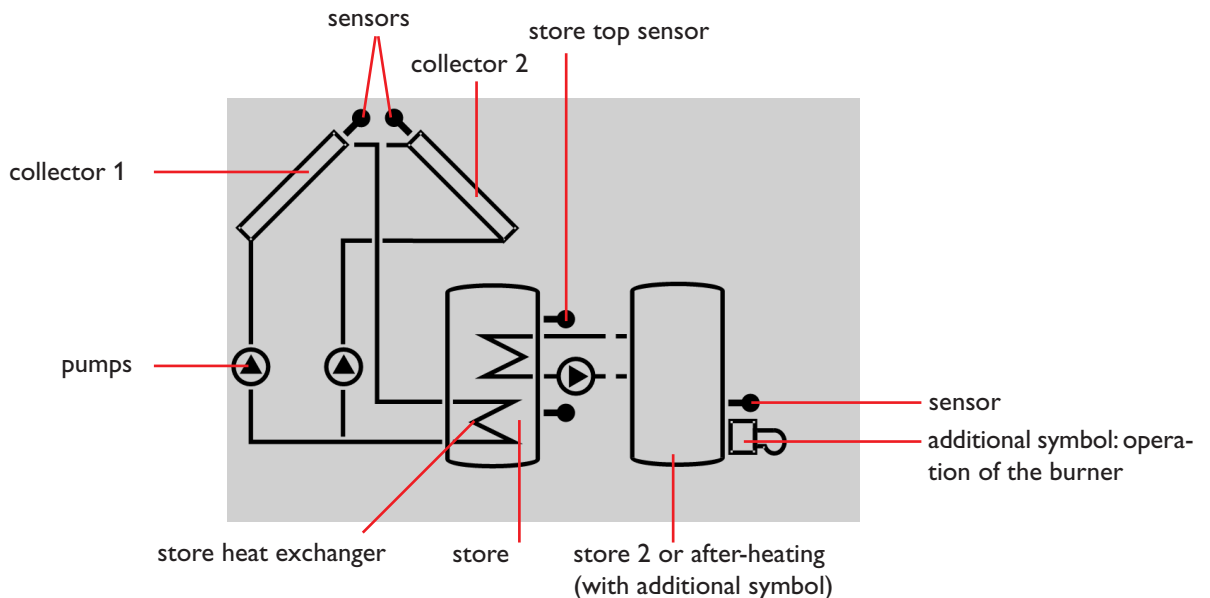 sensors
store top sensor
collector 2
collector 1
pumps
sensor
additional symbol: opera-
tion of the burner
store heat exchanger
store
store 2 or after-heating
(with additional symbol)